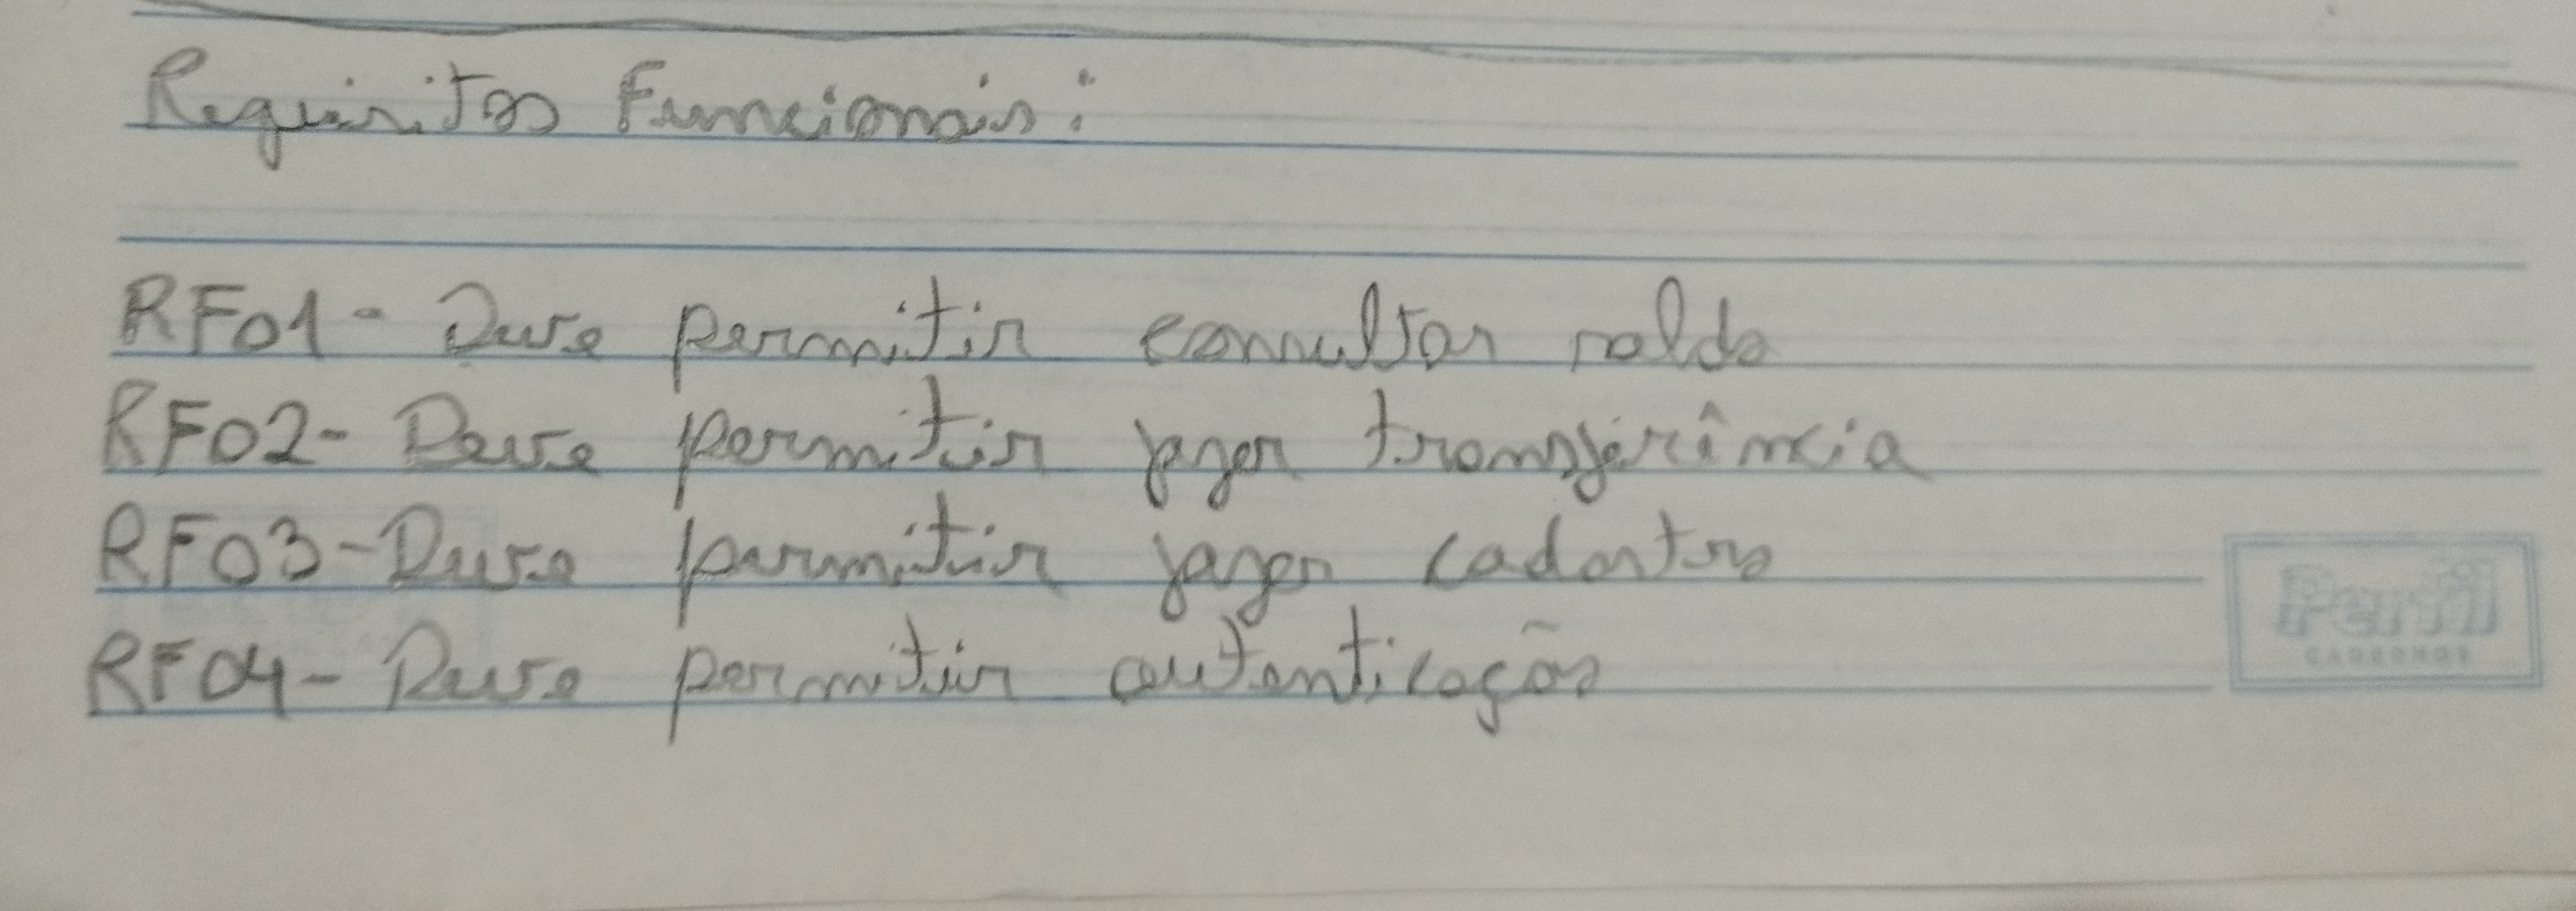 Requisitos Funcionais:
RF01 - Deve permitir consultar saldo
RF02 - Deve permitir fazer transferência
RF03 - Deve permitir fazer cadastro
RF04 - Deve permitir autenticação
Perfil
CADERNOS